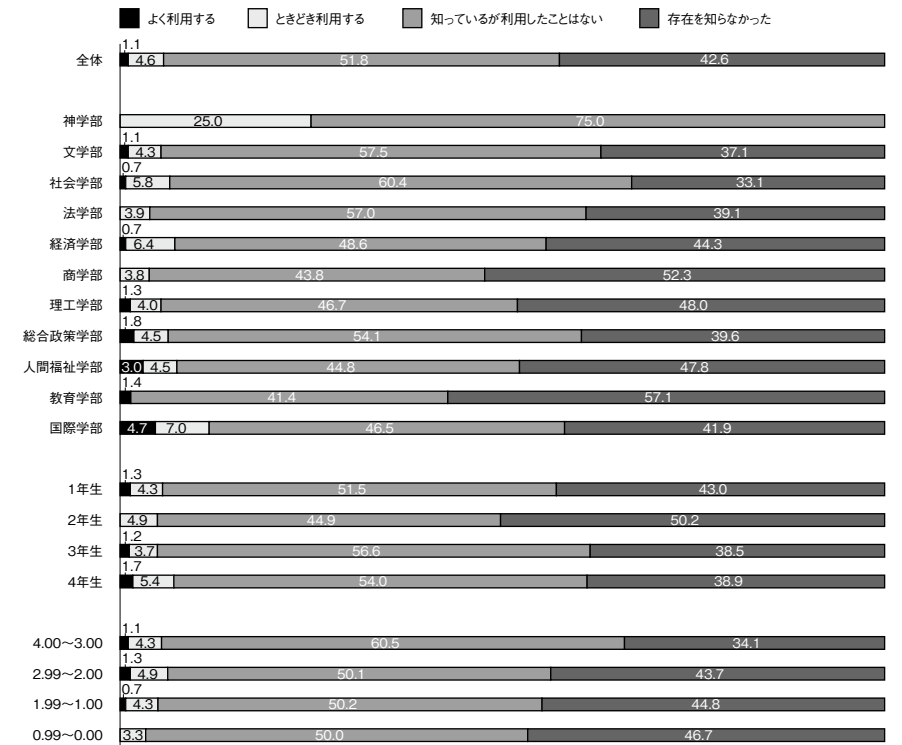 よく利用する ときどき利用する 知っているが利用したことはない 存在を知らなかった
1.1
全体 4.6 51.8 42.6
神学部 25.0 75.0
1.1
文学部 4.3 57.5 37.1
0.7
社会学部 5.8 60.4 33.1
法学部 3.9 57.0 39.1
0.7
経済学部 6.4 48.6 44.3
商学部 3.8 43.8 52.3
1.3
理工学部 4.0 46.7 48.0
1.8
総合政策学部 4.5 54.1 39.6
人間福祉学部 3.0 4.5 44.8 47.8
1.4
教育学部 41.4 57.1
国際学部 4.7 7.0 46.5 41.9
1.3
1年生 4.3 51.5 43.0
2年生 4.9 44.9 50.2
1.2
3年生 3.7 56.6 38.5
1.7
4年生 5.4 54.0 38.9
1.1
4.00〜3.00 4.3 60.5 34.1
1.3
2.99〜2.00 4.9 50.1 43.7
0.7
1.99〜1.00 4.3 50.2 44.8
0.99〜0.00 3.3 50.0 46.7